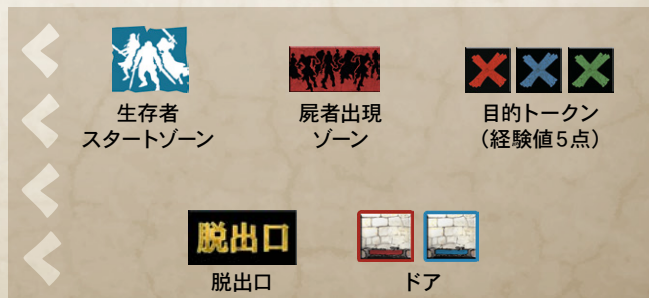 生存者
スタートゾーン
屍者出現
ゾーン
目的トークン
（経験値5点）
脱出口
脱出口
ドア